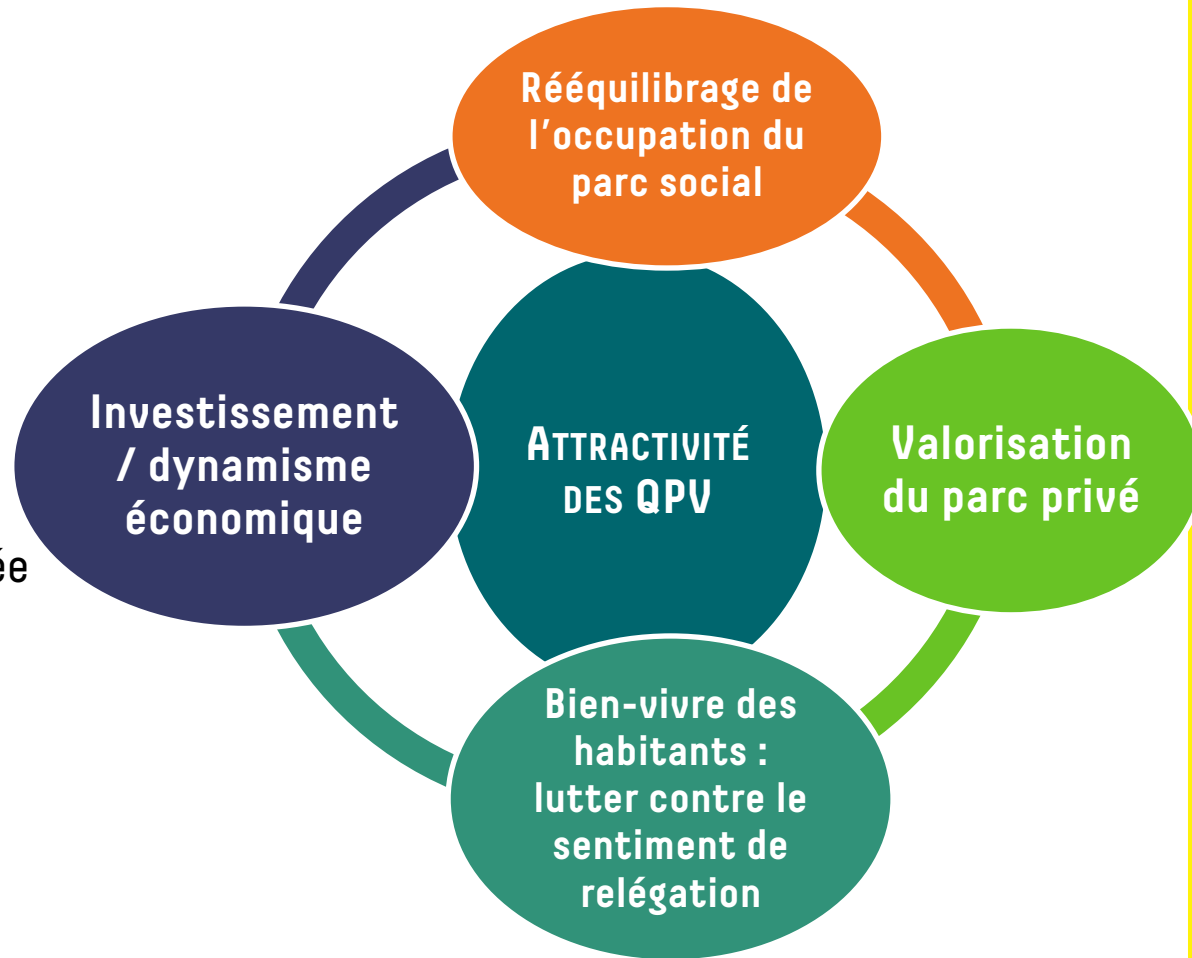 Rééquilibrage de
l'occupation du
parc social
Investissement
/ dynamisme
économique
ATTRACTIVITÉ
DES QPV
Valorisation
du parc privé
ée
Bien-vivre des
habitants :
lutter contre le
sentiment de
relégation